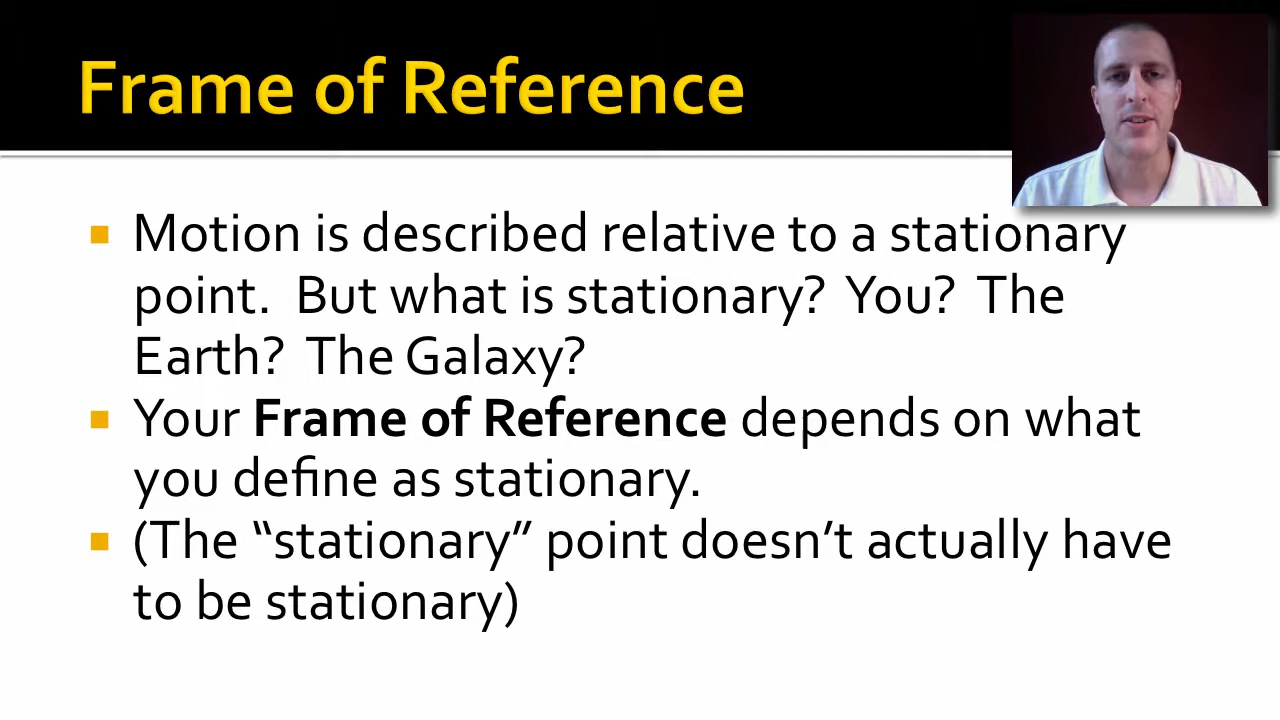 Frame of Reference
Motion is described relative to a stationary
point.  But what is stationary?  You?  The
Earth?  The Galaxy?
Your Frame of Reference depends on what
you define as stationary.
(The “stationary” point doesn’t actually have
to be stationary)